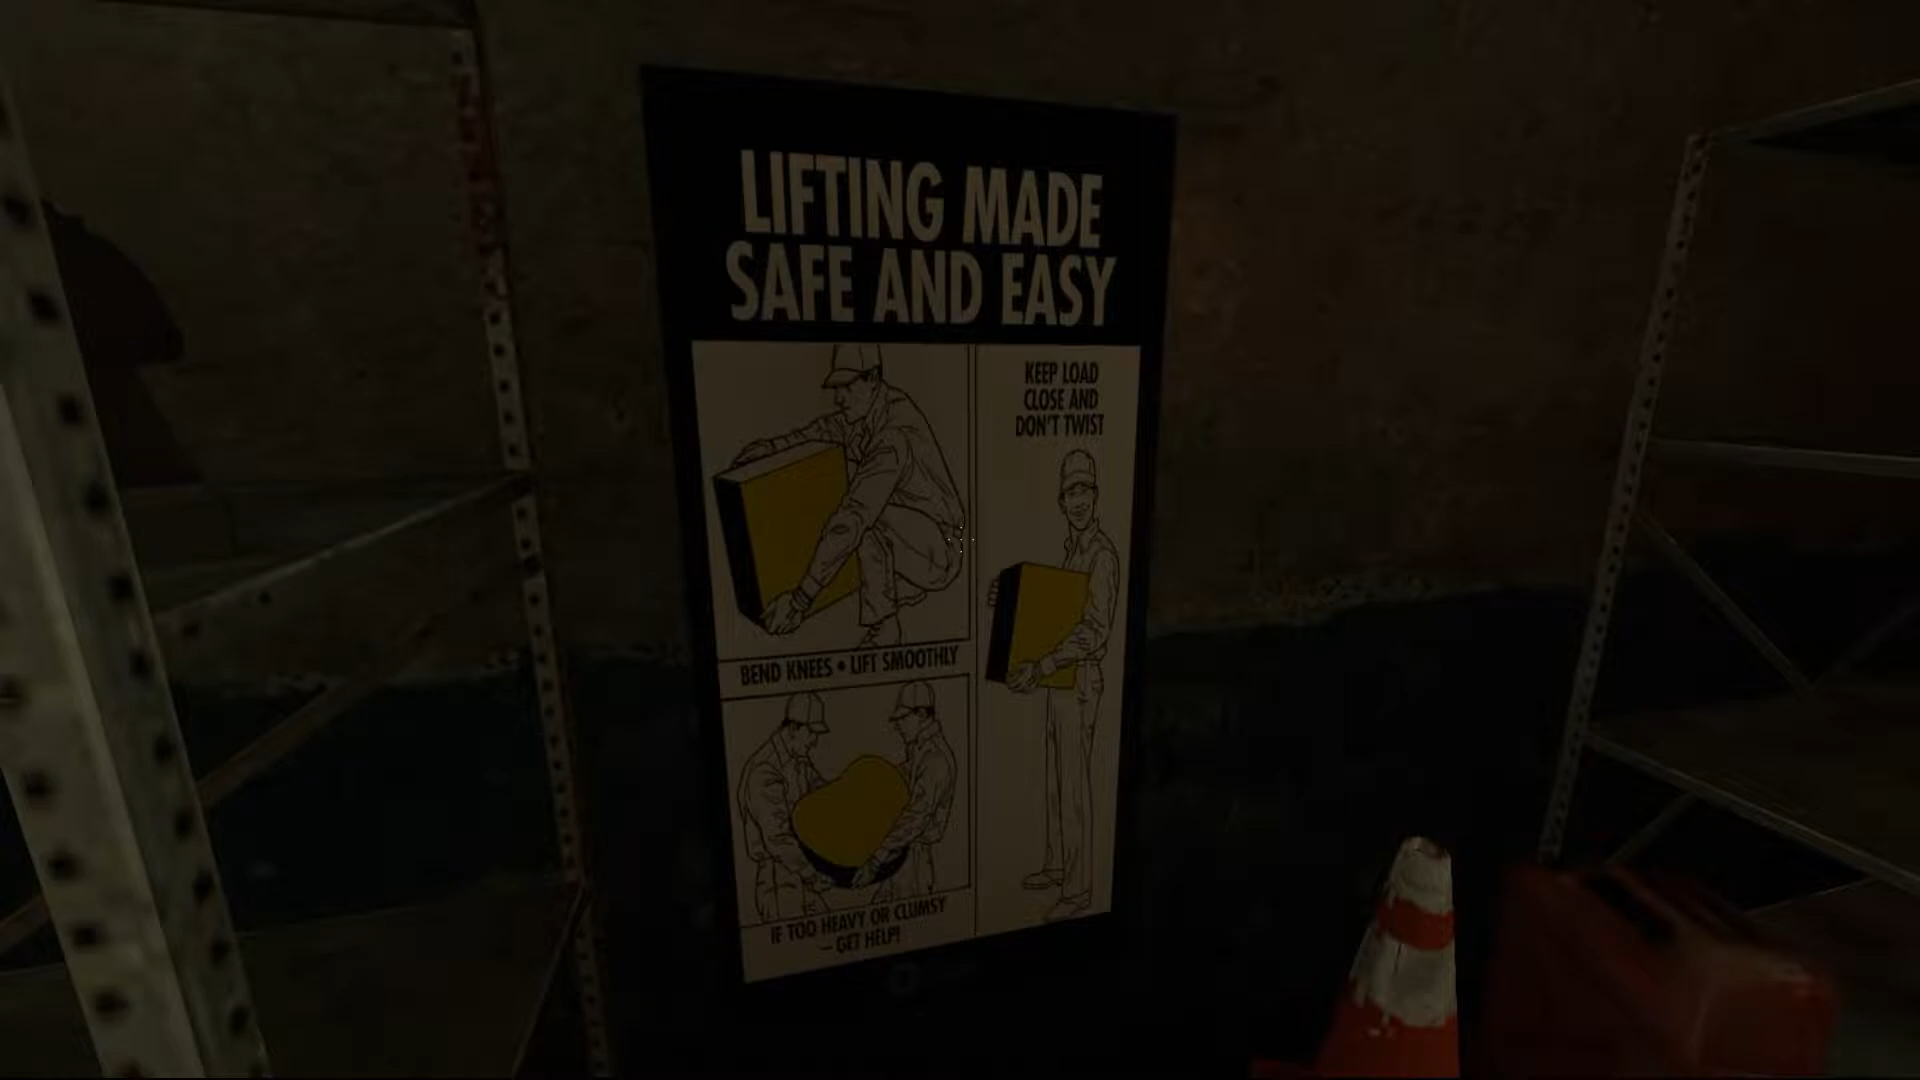 LIFTING MADE
SAFE AND EASY
KEEP LOAD
CLOSE AND
DON'T TWIST
BEND KNEES • LIFT SMOOTHLY
IF TOO HEAVY OR CLUMSY
– GET HELP!